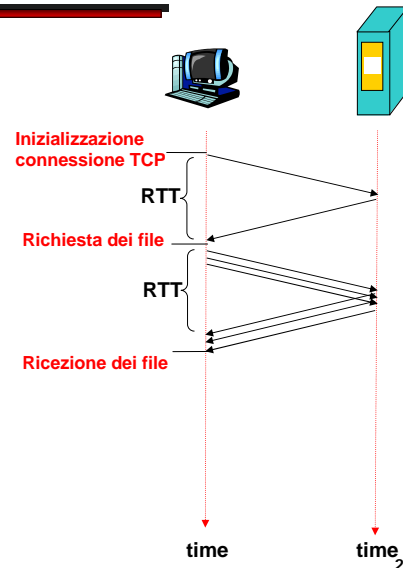 Inizializzazione
connessione TCP
RTT
Richiesta dei file
RTT
Ricezione dei file
time
time
2